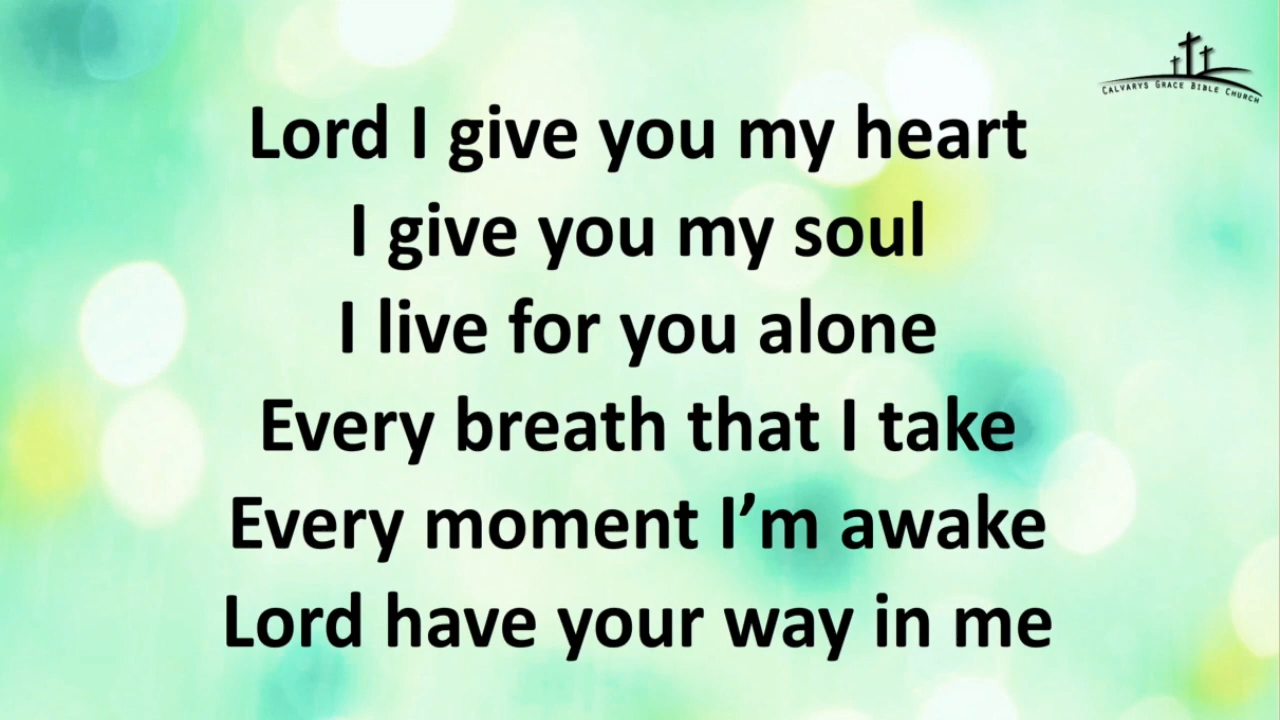 CALVARYS GRACE BIBLE CHURCH
Lord I give you my heart
I give you my soul
I live for you alone
Every breath that I take
Every moment I’m awake
Lord have your way in me